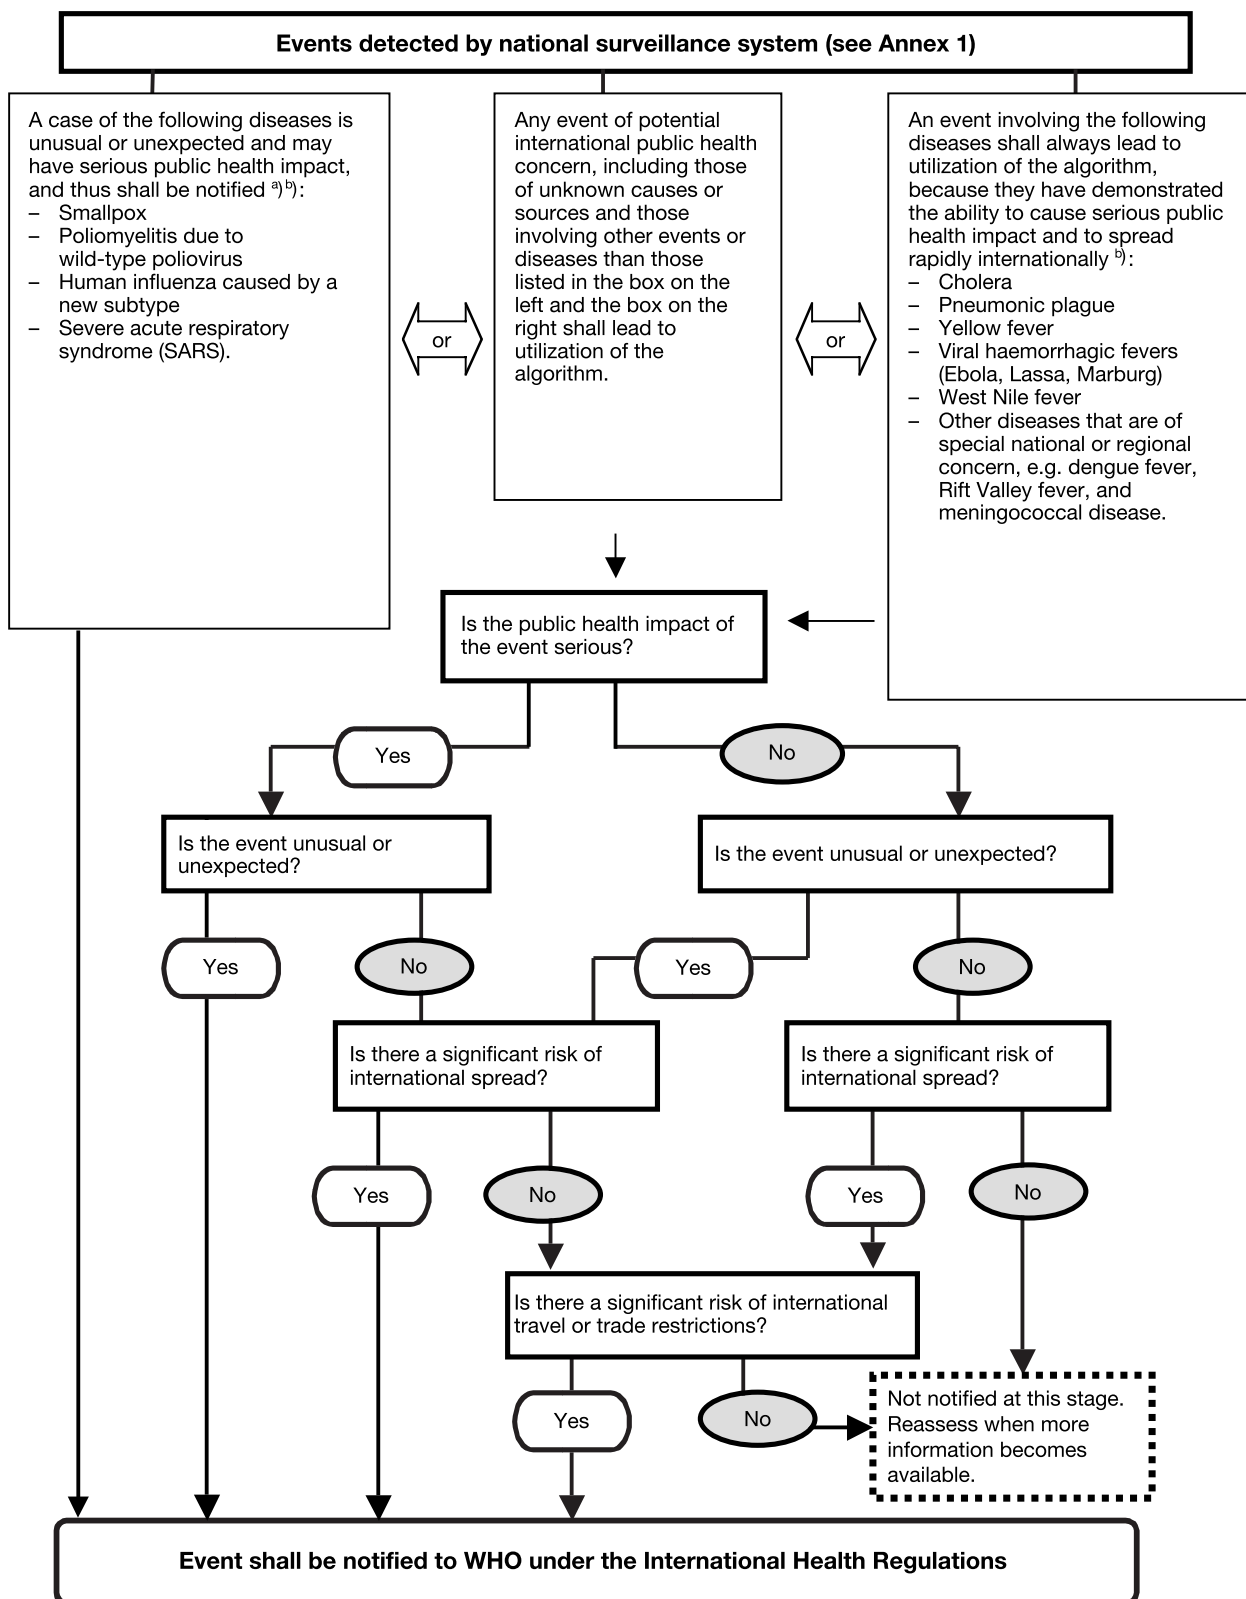 Events detected by national surveillance system (see Annex 1)
A case of the following diseases is
unusual or unexpected and may
have serious public health impact,
and thus shall be notified a) b):
– Smallpox
– Poliomyelitis due to
wild-type poliovirus
– Human influenza caused by a
new subtype
– Severe acute respiratory
syndrome (SARS).
or
Any event of potential
international public health
concern, including those
of unknown causes or
sources and those
involving other events or
diseases than those
listed in the box on the
left and the box on the
right shall lead to
utilization of the
algorithm.
or
An event involving the following
diseases shall always lead to
utilization of the algorithm,
because they have demonstrated
the ability to cause serious public
health impact and to spread
rapidly internationally b):
– Cholera
– Pneumonic plague
– Yellow fever
– Viral haemorrhagic fevers
(Ebola, Lassa, Marburg)
– West Nile fever
– Other diseases that are of
special national or regional
concern, e.g. dengue fever,
Rift Valley fever, and
meningococcal disease.
Is the public health impact of
the event serious?
Yes
No
Is the event unusual or
unexpected?
Is the event unusual or unexpected?
Yes
No
Yes
No
Is there a significant risk of
international spread?
Is there a significant risk of
international spread?
Yes
No
Yes
No
Is there a significant risk of international
travel or trade restrictions?
Yes
No
Not notified at this stage.
Reassess when more
information becomes
available.
Event shall be notified to WHO under the International Health Regulations